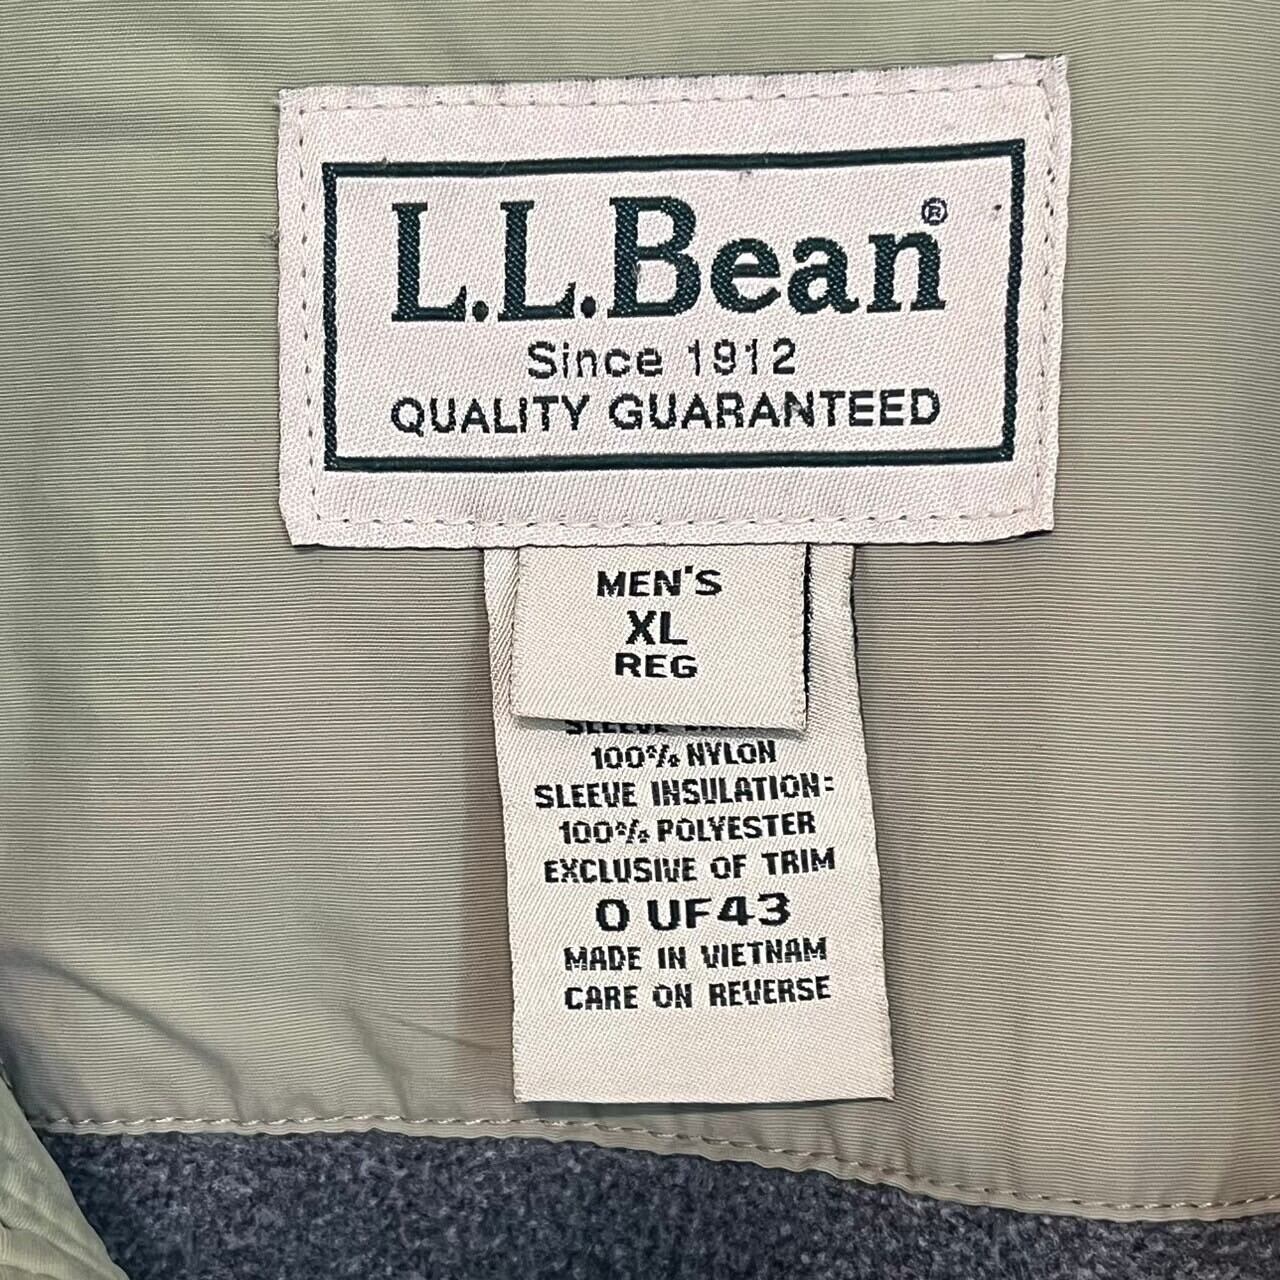 L.L.Bean®
Since 1912
QUALITY GUARANTEED
MEN'S
XL
REG
SLEEVE
100% NYLON
SLEEVE INSULATION:
100% POLYESTER
EXCLUSIVE OF TRIM
0 UF43
MADE IN VIETNAM
CARE ON REVERSE